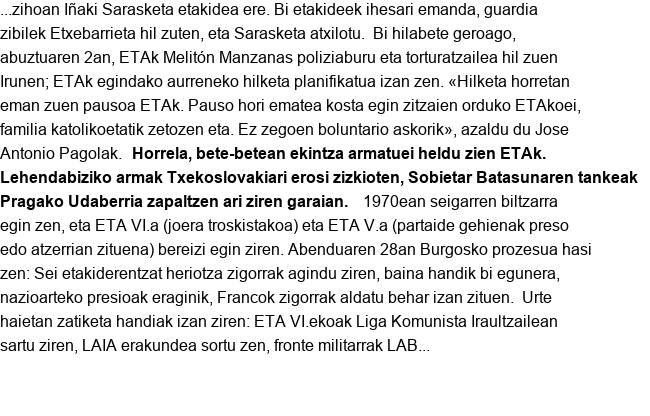 ...zihoan Iñaki Sarasketa etakidea ere. Bi etakideek ihesari emanda, guardia
zibilek Etxebarrieta hil zuten, eta Sarasketa atxilotu.  Bi hilabete geroago,
abuztuaren 2an, ETAk Melitón Manzanas poliziaburu eta torturatzailea hil zuen
Irunen; ETAk egindako aurreneko hilketa planifikatua izan zen. «Hilketa horretan
eman zuen pausoa ETAk. Pauso hori ematea kosta egin zitzaien orduko ETAkoei,
familia katolikoetatik zetozen eta. Ez zegoen boluntario askorik», azaldu du Jose
Antonio Pagolak.  Horrela, bete-betean ekintza armatuei heldu zien ETAk.
Lehendabiziko armak Txekoslovakiari erosi zizkioten, Sobietar Batasunaren tankeak
Pragako Udaberria zapaltzen ari ziren garaian.   1970ean seigarren biltzarra
egin zen, eta ETA VI.a (joera troskistakoa) eta ETA V.a (partaide gehienak preso
edo atzerrian zituena) bereizi egin ziren. Abenduaren 28an Burgosko prozesua hasi
zen: Sei etakiderentzat heriotza zigorrak agindu ziren, baina handik bi egunera,
nazioarteko presioak eraginik, Francok zigorrak aldatu behar izan zituen.  Urte
haietan zatiketa handiak izan ziren: ETA VI.ekoak Liga Komunista Iraultzailean
sartu ziren, LAIA erakundea sortu zen, fronte militarrak LAB...